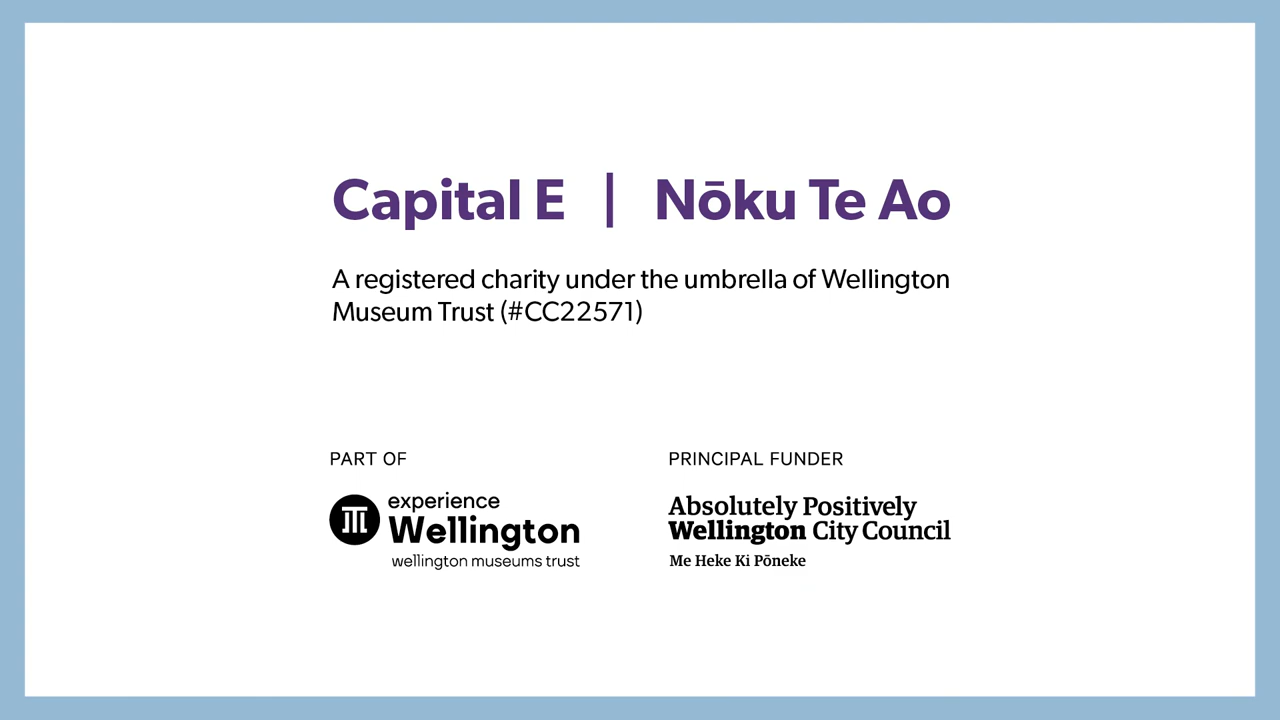 Capital E | Nōku Te Ao
A registered charity under the umbrella of Wellington
Museum Trust (#CC22571)
PART OF
experience
Wellington
wellington museums trust
PRINCIPAL FUNDER
Absolutely Positively
Wellington City Council
Me Heke Ki Pōneke